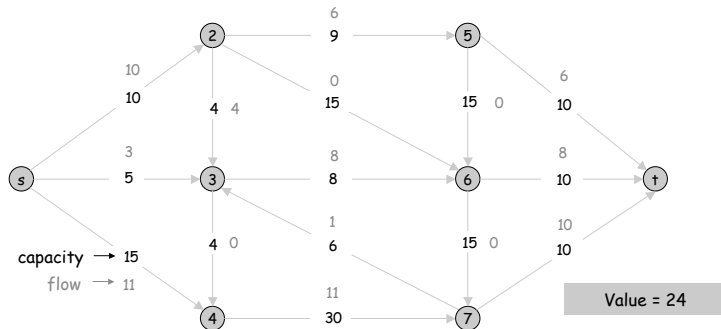 6
2 9 5
10 0 6
10 15 4 4 15 0 10
3 8 8
s 5 3 8 6 10 t
1 10
capacity 15 4 0 6 15 0 10
flow 11
11
4 30 7
Value = 24